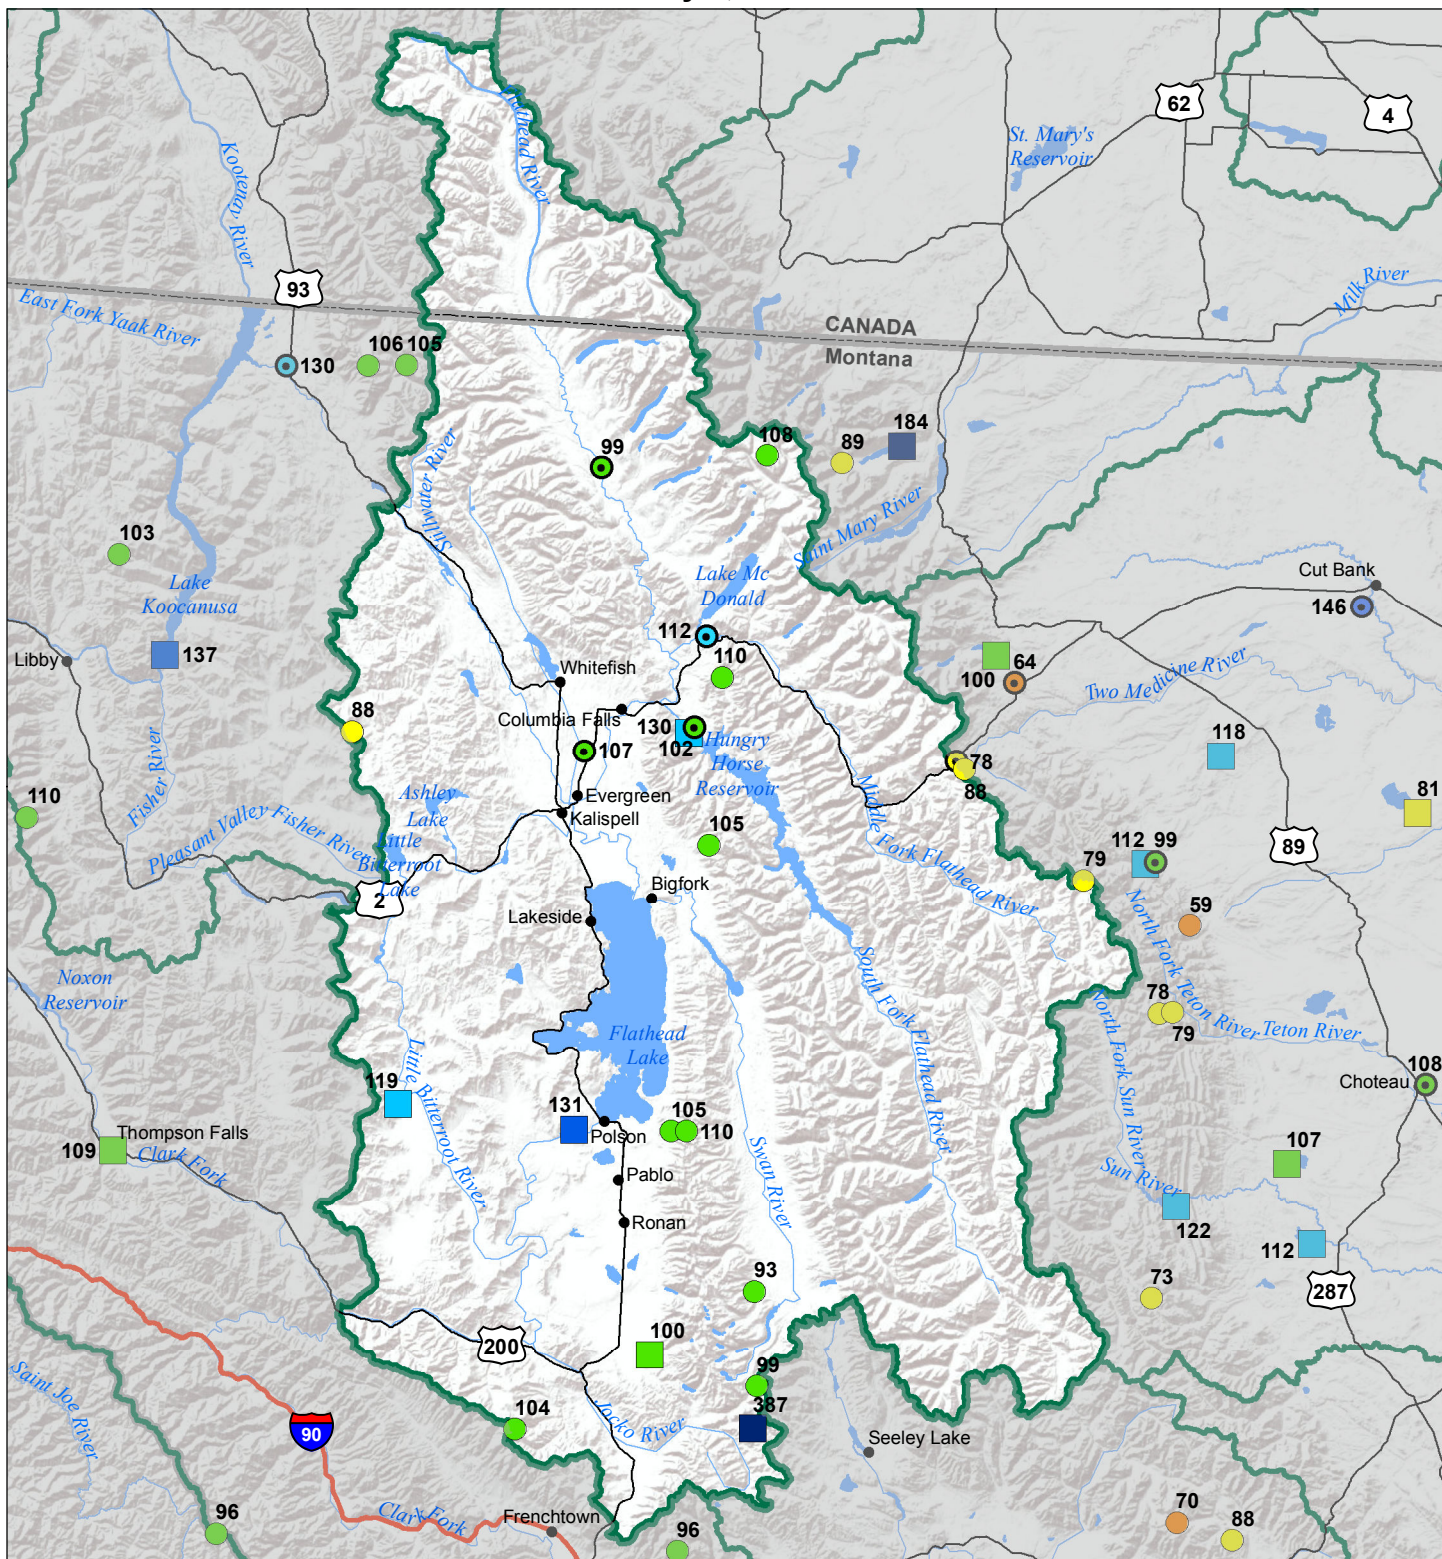 62
4
Flathead River
St. Mary's
Reservoir
Kootenay River
93
East Fork Yaak River
Milk River
CANADA
Montana
130
106
105
184
108
89
99
Stillwater River
Saint Mary River
103
Lake
Koocanusa
Lake Mc
Donald
Cut Bank
146
112
137
Libby
Whitefish
110
64
100
Two Medicine River
88
Columbia Falls
130
102
107
Hungry
Horse
Reservoir
118
78
88
Fisher River
Ashley
Lake
Evergreen
Kalispell
81
110
Pleasant Valley Fisher River
Little
Bitterroot
Lake
2
105
Middle Fork Flathead River
89
112
99
79
Bigfork
Lakeside
59
North Fork Teton River
Noxon
Reservoir
South Fork Flathead River
78
79
Teton River
North Fork Sun River
Flathead
Lake
Little Bitterroot River
108
Choteau
119
131
105
110
Polson
Thompson Falls
109
Clark Fork
Swan River
107
Pablo
Sun River
122
Ronan
112
93
73
287
200
100
99
Saint Joe River
387
104
Jocko River
90
Seeley Lake
96
Clark Fork
Frenchtown
96
70
88